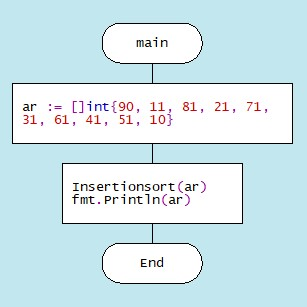 main
ar := []int{90, 11, 81, 21, 71,
31, 61, 41, 51, 10}
Insertionsort(ar)
fmt.Println(ar)
End